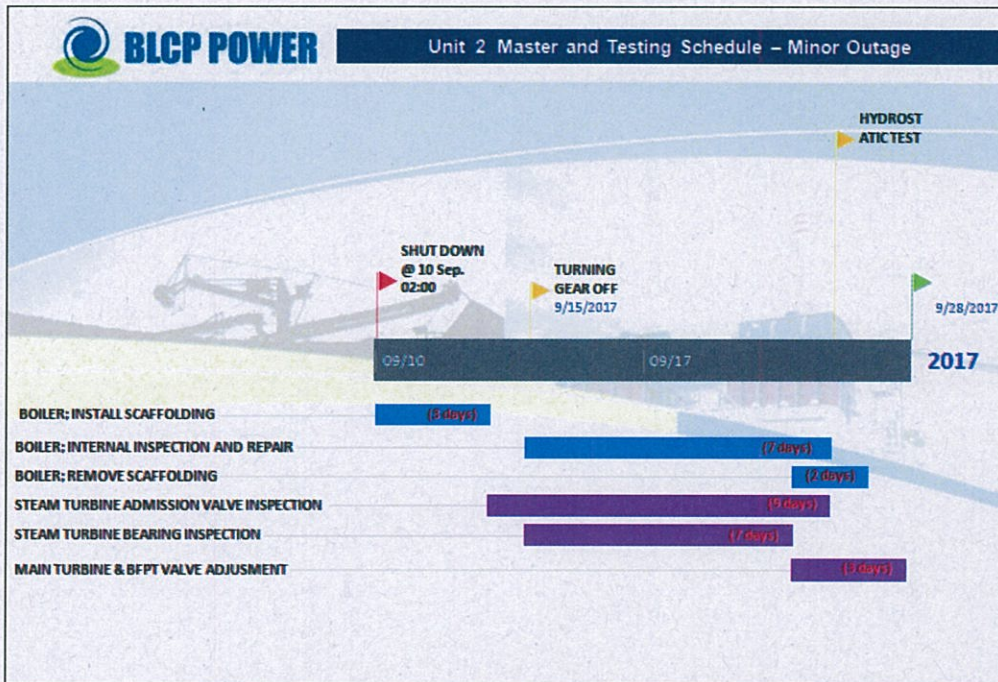 BLCP POWER
Unit 2 Master and Testing Schedule – Minor Outage
HYDROST
ATIC TEST
SHUT DOWN
@ 10 Sep.
02:00
TURNING
GEAR OFF
9/15/2017
9/28/2017
09/10
09/17
2017
BOILER; INSTALL SCAFFOLDING
(3 days)
BOILER; INTERNAL INSPECTION AND REPAIR
(7 days)
BOILER; REMOVE SCAFFOLDING
(2 days)
STEAM TURBINE ADMISSION VALVE INSPECTION
(9 days)
STEAM TURBINE BEARING INSPECTION
(7 days)
MAIN TURBINE & BFPT VALVE ADJUSMENT
(3 days)